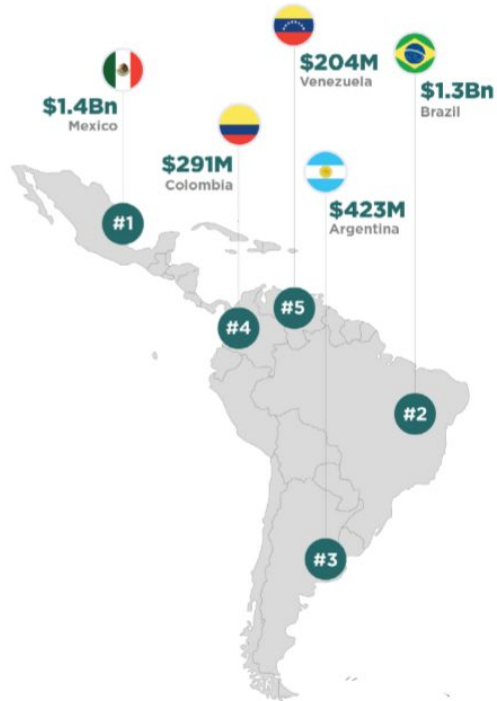 $204M
Venezuela
$1.3Bn
Brazil
$1.4Bn
Mexico
$291M
Colombia
$423M
Argentina
#1
#5
#4
#2
#3